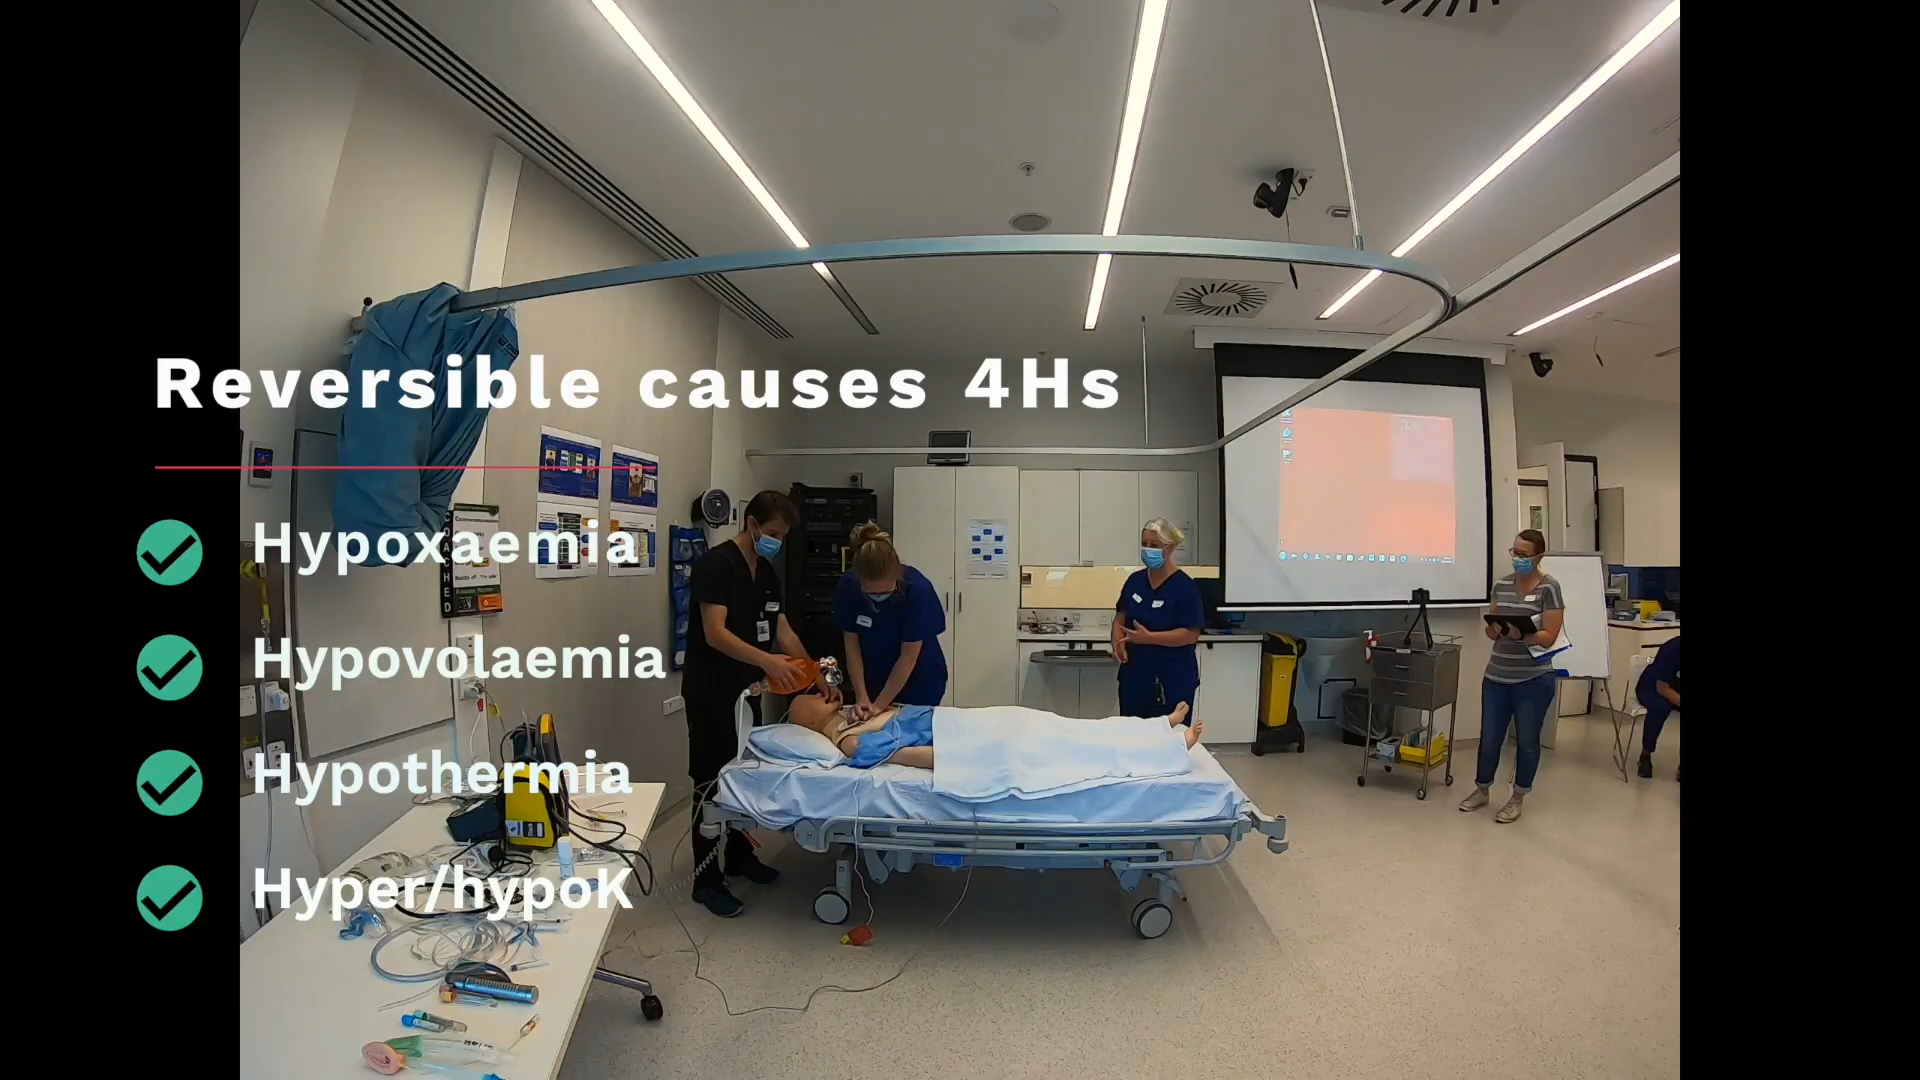 Reversible causes 4Hs
Hypoxaemia
Hypovolaemia
Hypothermia
Hyper/hypoK